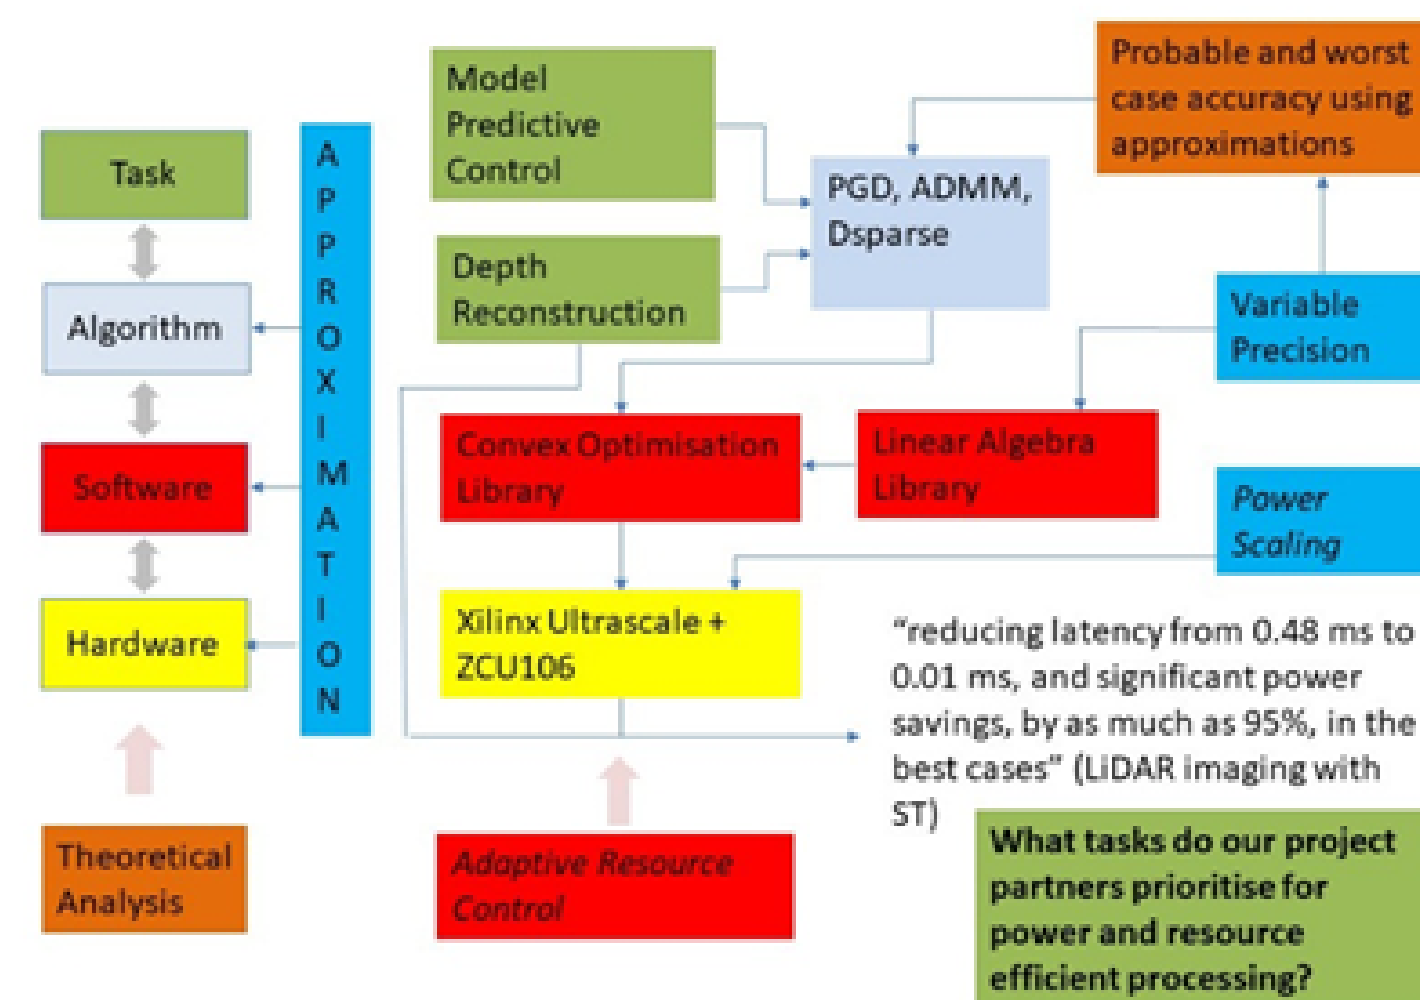 Task
Algorithm
Software
Hardware
Theoretical
Analysis
A
P
P
R
O
X
I
M
A
T
I
O
N
Model
Predictive
Control
Depth
Reconstruction
PGD, ADMM,
Dsparse
Probable and worst
case accuracy using
approximations
Variable
Precision
Convex Optimisation
Library
Linear Algebra
Library
Power
Scaling
Xilinx Ultrascale +
ZCU106
“reducing latency from 0.48 ms to
0.01 ms, and significant power
savings, by as much as 95%, in the
best cases” (LiDAR imaging with
ST)
Adaptive Resource
Control
What tasks do our project
partners prioritise for
power and resource
efficient processing?